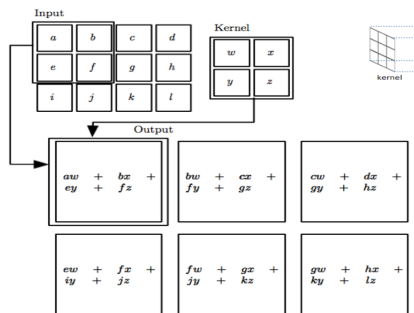 Input
a b c d
e f g h
i j k l
Kernel
w x
y z
kernel
Output
aw + bx +
ey + fz
bw + cx +
fy + gz
cw + dx +
gy + hz
ew + fx +
iy + jz
fw + gx +
jy + kz
gw + hx +
ky + lz